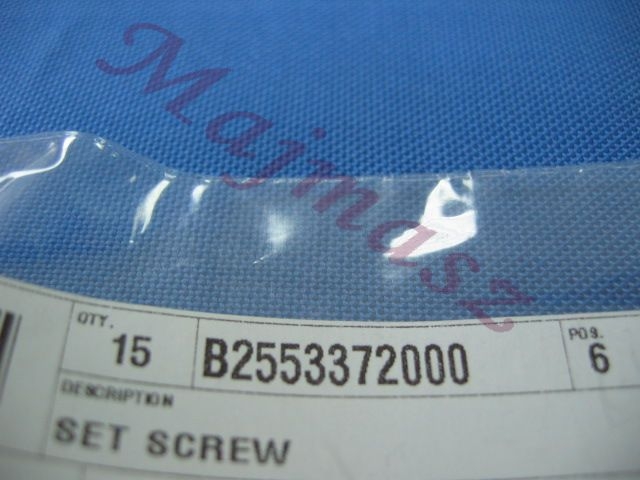 Majmasz
QTY. POS.
15 B2553372000 6
DESCRIPTION
SET SCREW